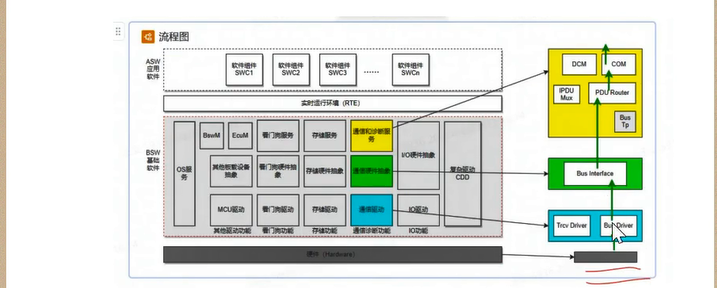 流程图
ASW
应用
软件
软件组件
SWC1
软件组件
SWC2
软件组件
SWC3
......
软件组件
SWCn
实时运行环境（RTE）
BSW
基础
软件
OS服
务
BswM
EcuM
看门狗服务
存储服务
通信和诊断服
务
I/O硬件抽象
复杂驱动
CDD
其他板载设备
抽象
看门狗硬件抽
象
存储硬件抽象
通信硬件抽象
MCU驱动
看门狗驱动
存储驱动
通信驱动
IO驱动
其他驱动功能
看门狗功能
存储功能
通信诊断功能
IO功能
硬件（Hardware）
DCM
COM
IPDU
Mux
PDU Router
Bus
Tp
Bus Interface
Trcv Driver
Bus Driver